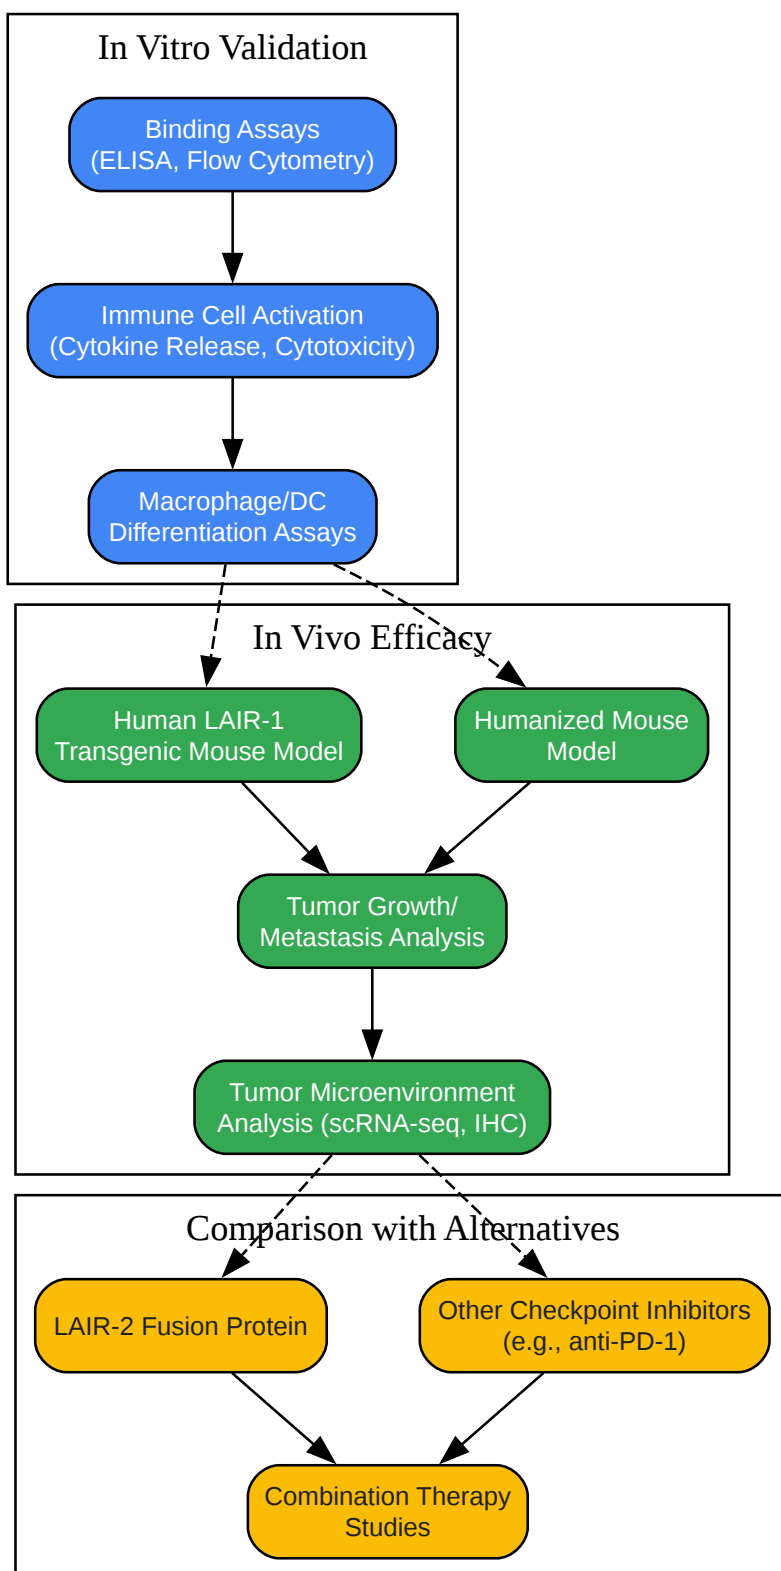 In Vitro Validation
Binding Assays
(ELISA, Flow Cytometry)
Immune Cell Activation
(Cytokine Release, Cytotoxicity)
Macrophage/DC
Differentiation Assays
In Vivo Efficacy
Human LAIR-1
Transgenic Mouse Model
Humanized Mouse
Model
Tumor Growth/
Metastasis Analysis
Tumor Microenvironment
Analysis (scRNA-seq, IHC)
Comparison with Alternatives
LAIR-2 Fusion Protein
Other Checkpoint Inhibitors
(e.g., anti-PD-1)
Combination Therapy
Studies